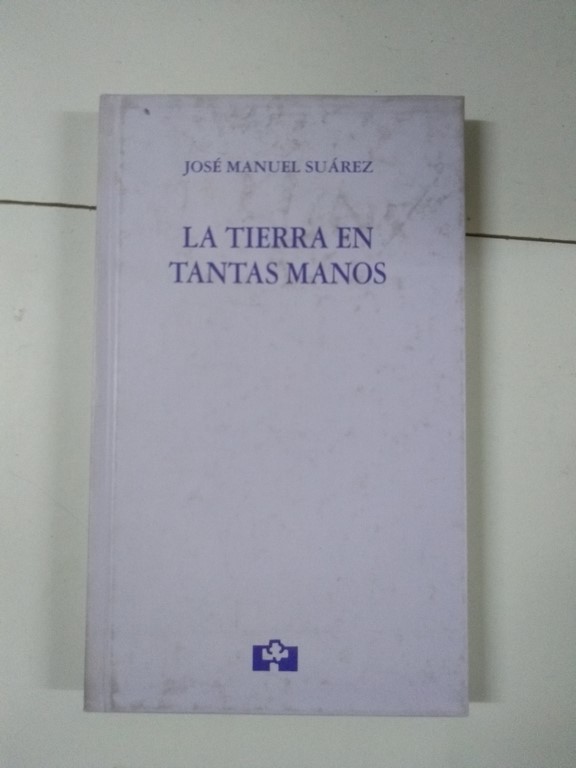 JOSÉ MANUEL SUÁREZ
LA TIERRA EN
TANTAS MANOS